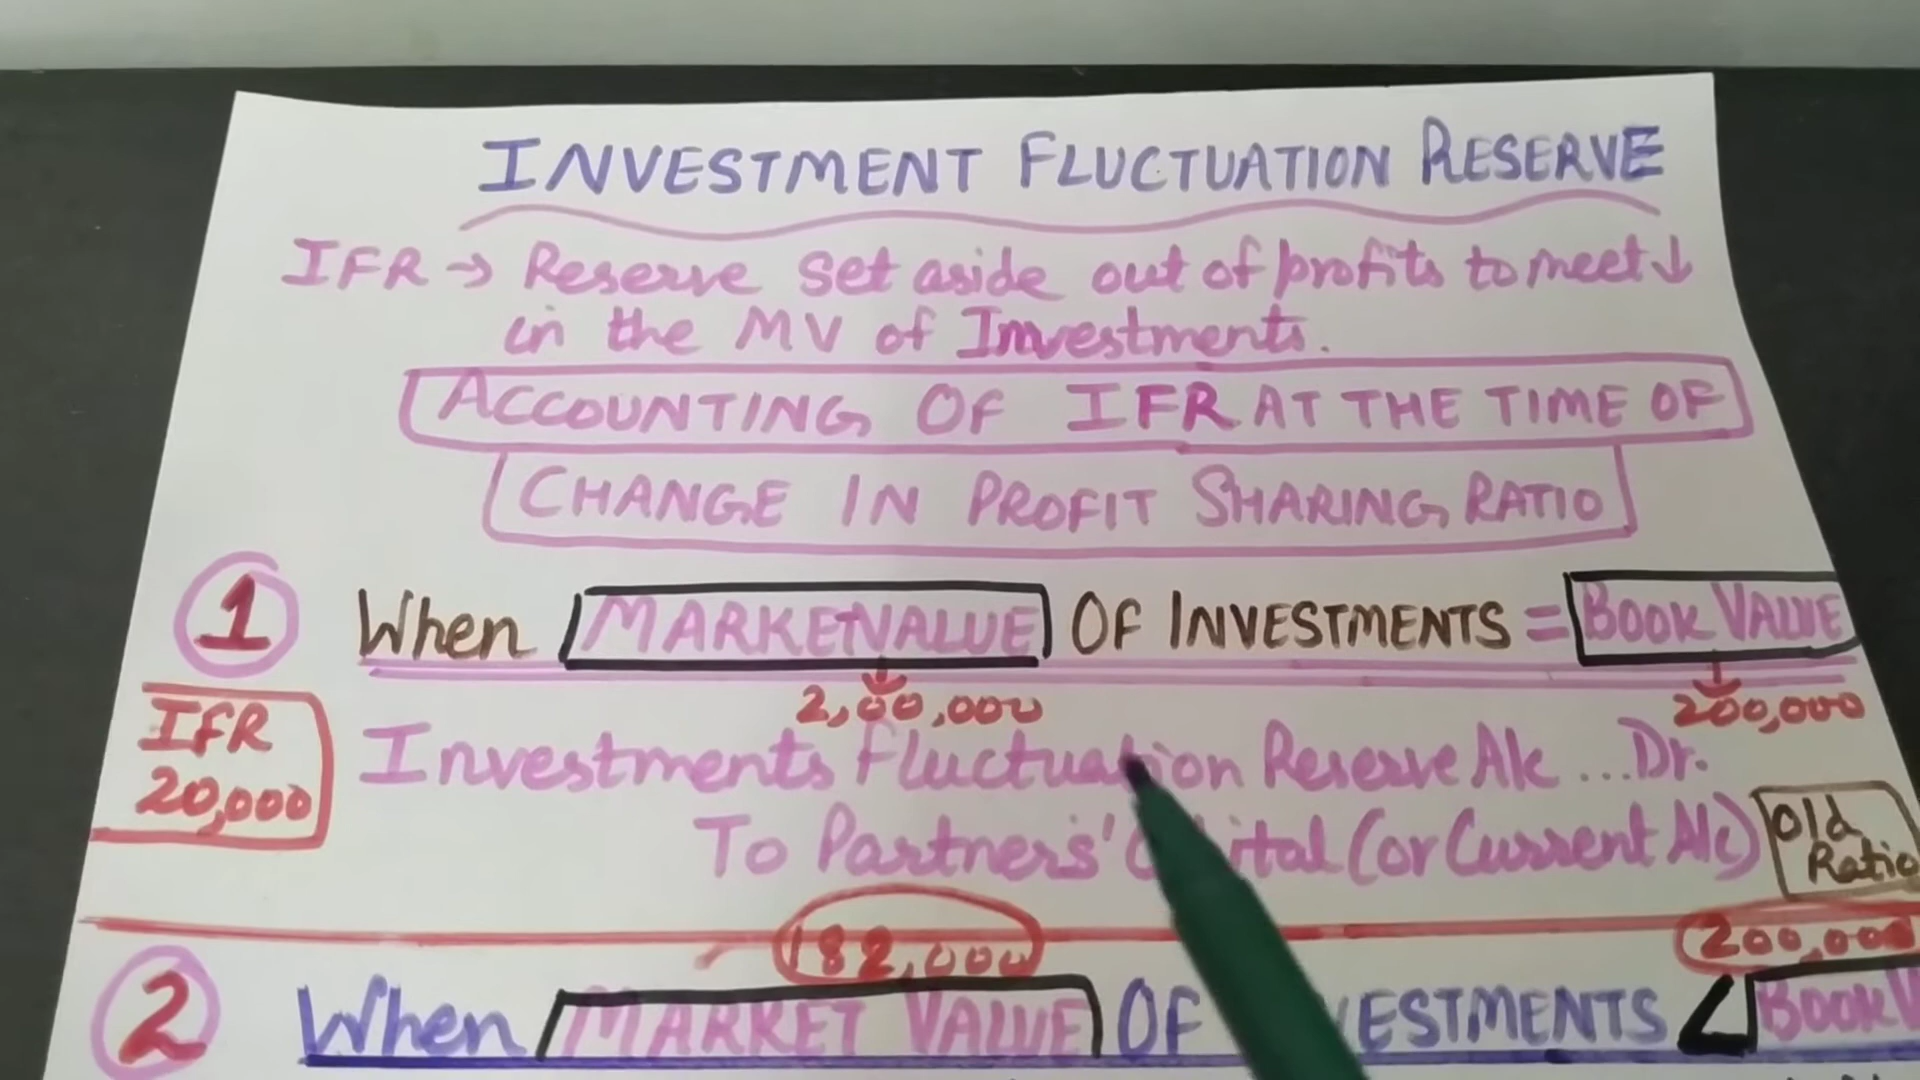 INVESTMENT FLUCTUATION RESERVE
IFR → Reserve set aside out of profits to meet ↓
in the MV of Investments.
ACCOUNTING OF IFR AT THE TIME OF
CHANGE IN PROFIT SHARING RATIO
1 When MARKET VALUE OF INVESTMENTS = BOOK VALUE
2,00,000 200,000
IFR
20,000
Investments Fluctuation Reserve A/c ... Dr.
To Partners' Capital (or Current A/c) Old Ratio
182,000 200,000
2 When MARKET VALUE OF INVESTMENTS < BOOK V